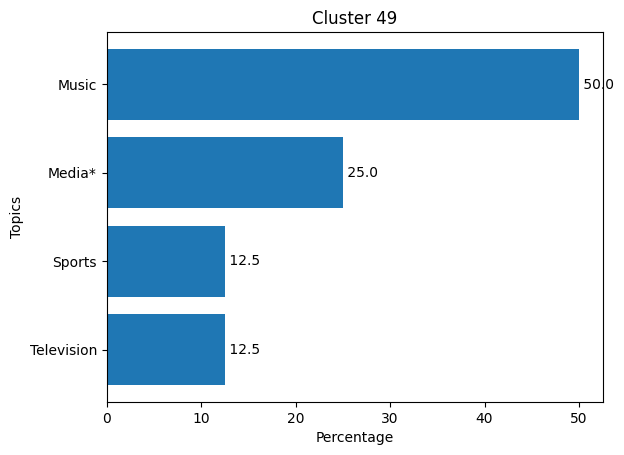 Cluster 49
Topics
Music
50.0
Media*
25.0
Sports
12.5
Television
12.5
0 10 20 30 40 50
Percentage